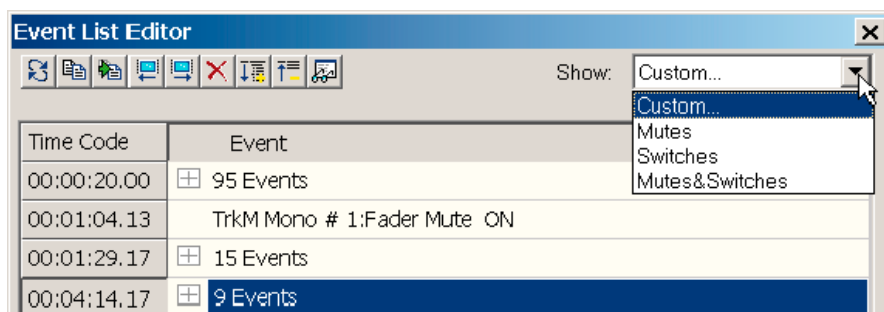 Event List Editor
Show: Custom...
Custom...
Mutes
Switches
Mutes&Switches
Time Code Event
00:00:20.00 95 Events
00:01:04.13 TrkM Mono # 1:Fader Mute ON
00:01:29.17 15 Events
00:04:14.17 9 Events